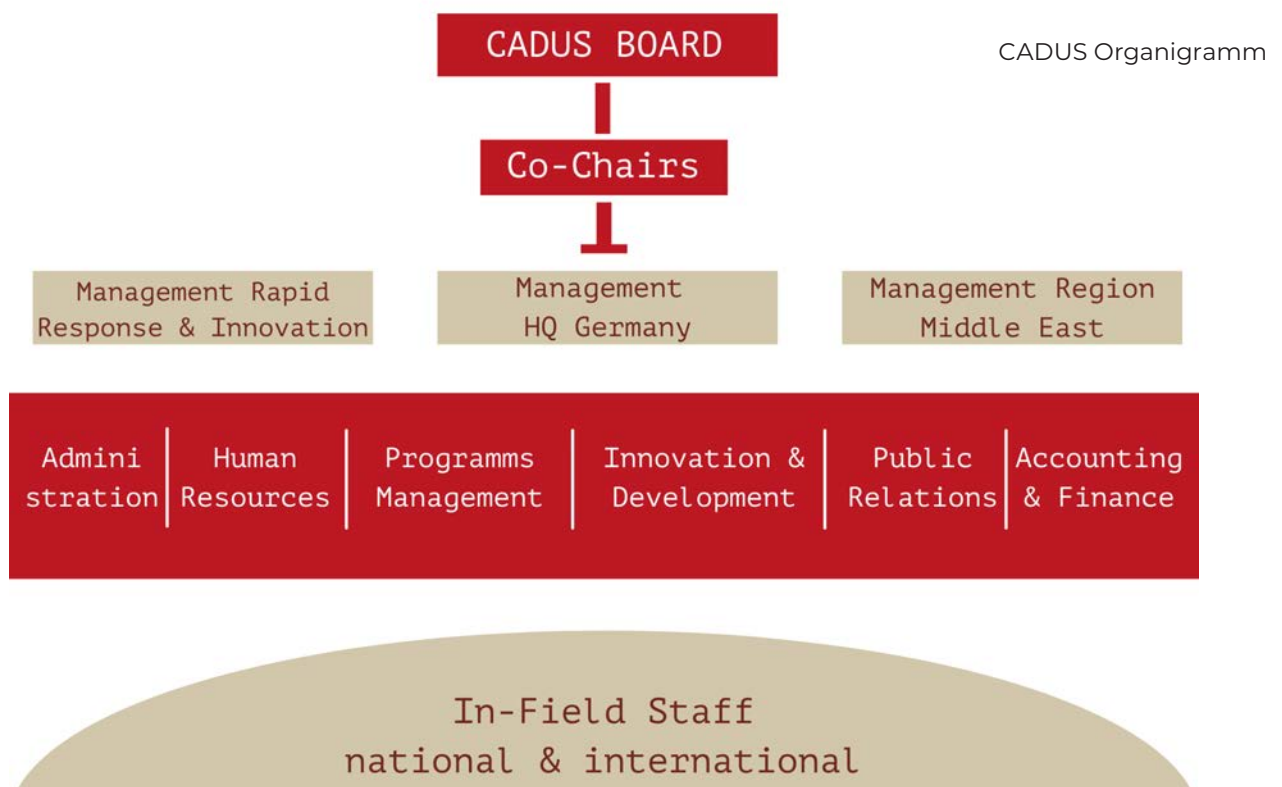 CADUS BOARD
CADUS Organigramm
Co-Chairs
Management Rapid
Response & Innovation
Management
HQ Germany
Management Region
Middle East
Admini
stration
Human
Resources
Programms
Management
Innovation &
Development
Public
Relations
Accounting
& Finance
In-Field Staff
national & international